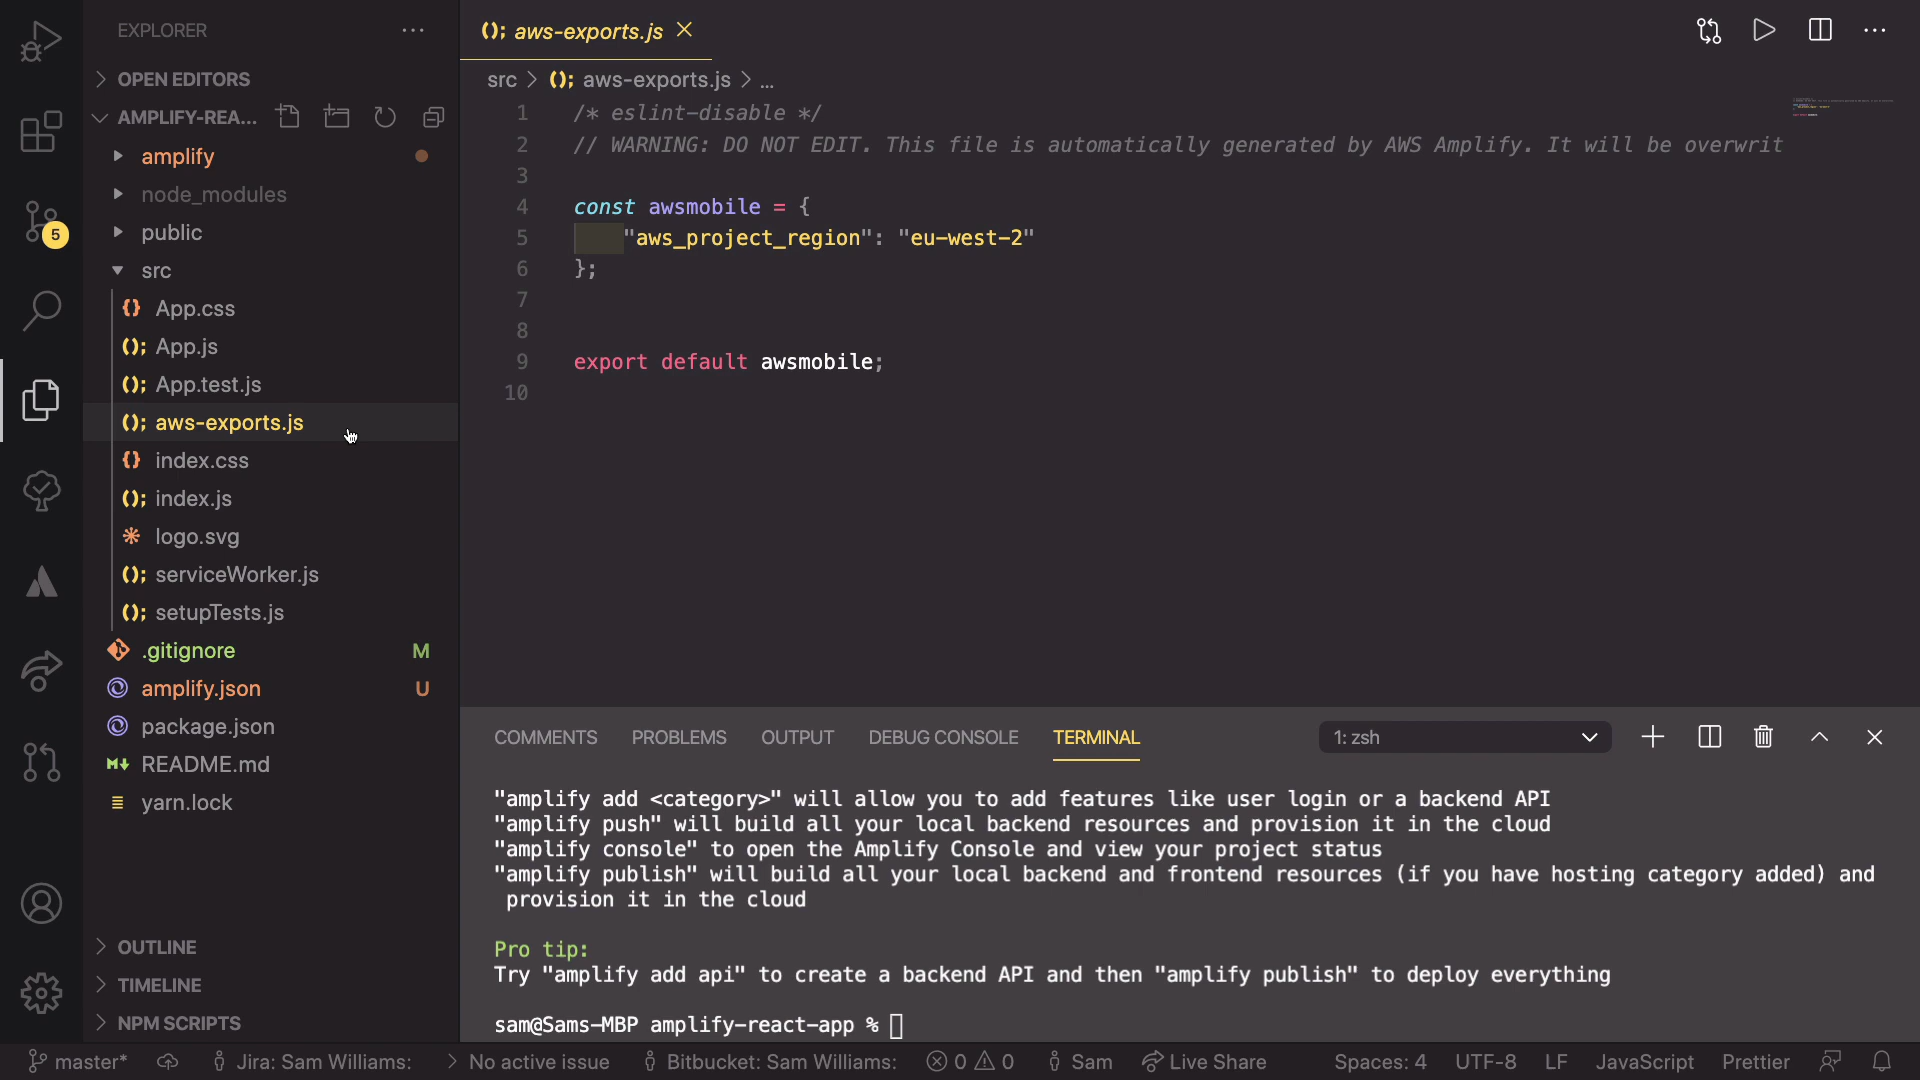 EXPLORER
OPEN EDITORS
AMPLIFY-REA...
amplify
node_modules
public
src
App.css
App.js
App.test.js
aws-exports.js
index.css
index.js
logo.svg
serviceWorker.js
setupTests.js
.gitignore M
amplify.json U
package.json
README.md
yarn.lock
OUTLINE
TIMELINE
NPM SCRIPTS
5
aws-exports.js
src > aws-exports.js > ...
1 /* eslint-disable */
2 // WARNING: DO NOT EDIT. This file is automatically generated by AWS Amplify. It will be overwrit
3
4 const awsmobile = {
5 "aws_project_region": "eu-west-2"
6 };
7
8
9 export default awsmobile;
10
COMMENTS PROBLEMS OUTPUT DEBUG CONSOLE TERMINAL 1: zsh
"amplify add <category>" will allow you to add features like user login or a backend API
"amplify push" will build all your local backend resources and provision it in the cloud
"amplify console" to open the Amplify Console and view your project status
"amplify publish" will build all your local backend and frontend resources (if you have hosting category added) and
provision it in the cloud
Pro tip:
Try "amplify add api" to create a backend API and then "amplify publish" to deploy everything
sam@Sams-MBP amplify-react-app %
master* Jira: Sam Williams: No active issue Bitbucket: Sam Williams: 0 0 Sam Live Share Spaces: 4 UTF-8 LF JavaScript Prettier